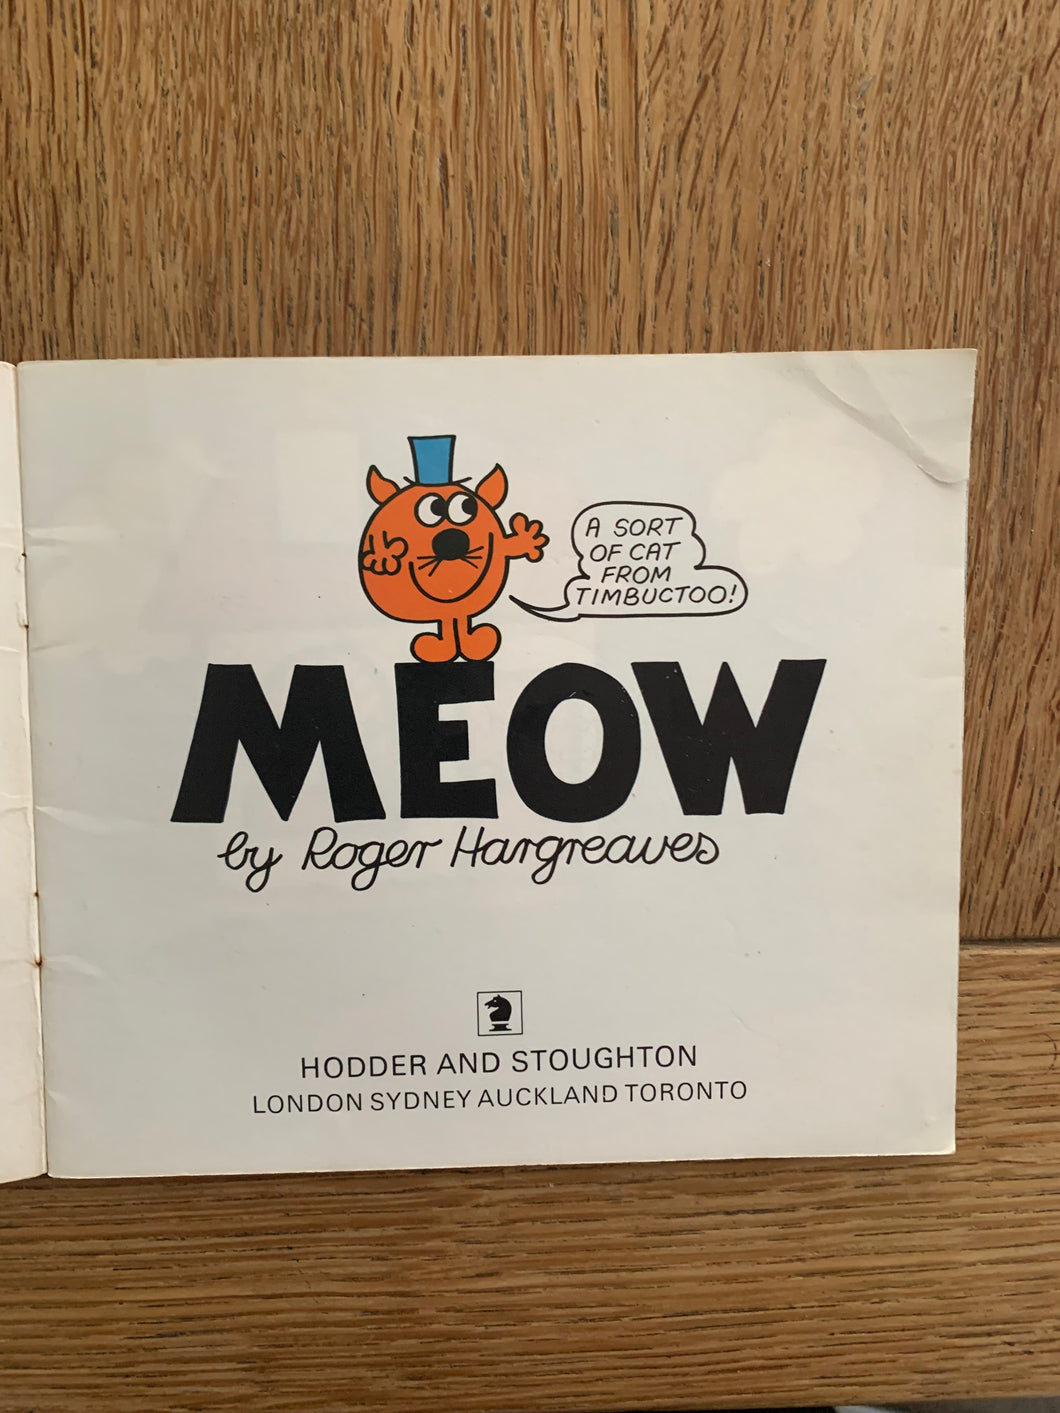 A SORT
OF CAT
FROM
TIMBUCTOO!
MEOW
by Roger Hargreaves
HODDER AND STOUGHTON
LONDON SYDNEY AUCKLAND TORONTO